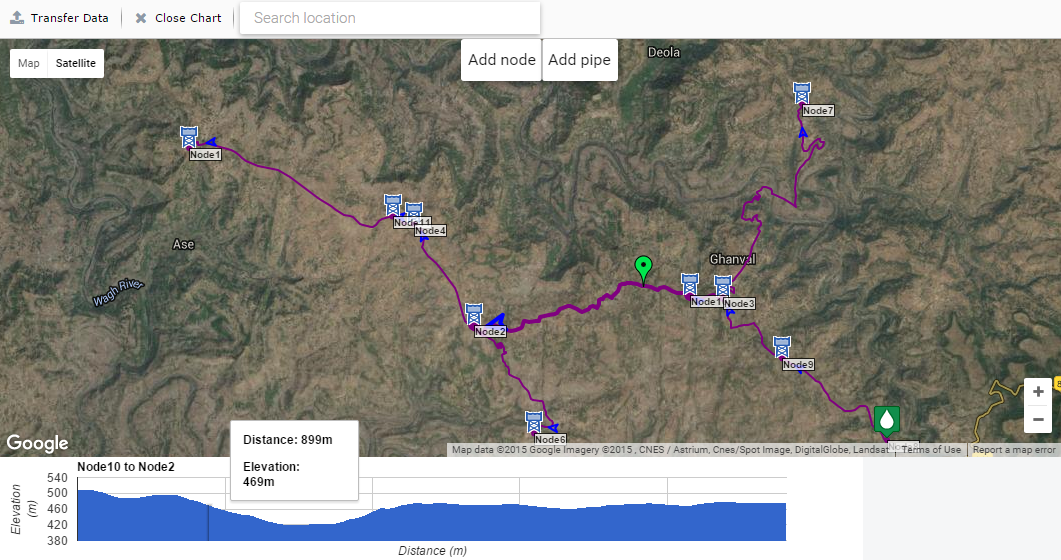 Transfer Data
Close Chart
Search location
Map
Satellite
Add node
Add pipe
Deola
Node7
Node1
Node11
Node4
Ase
Ghanval
Wagh River
Node3
Node2
Node9
Node6
Google
Map data ©2015 Google Imagery ©2015 , CNES / Astrium, Cnes/Spot Image, DigitalGlobe, Landsat
Terms of Use
Report a map error
Node10 to Node2
Distance: 899m
Elevation:
469m
Elevation
(m)
540
500
460
420
380
Distance (m)